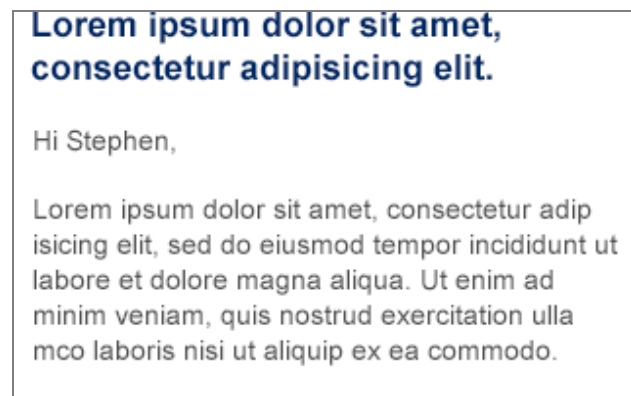 Lorem ipsum dolor sit amet,
consectetur adipisicing elit.
Hi Stephen,
Lorem ipsum dolor sit amet, consectetur adip
isicing elit, sed do eiusmod tempor incididunt ut
labore et dolore magna aliqua. Ut enim ad
minim veniam, quis nostrud exercitation ulla
mco laboris nisi ut aliquip ex ea commodo.